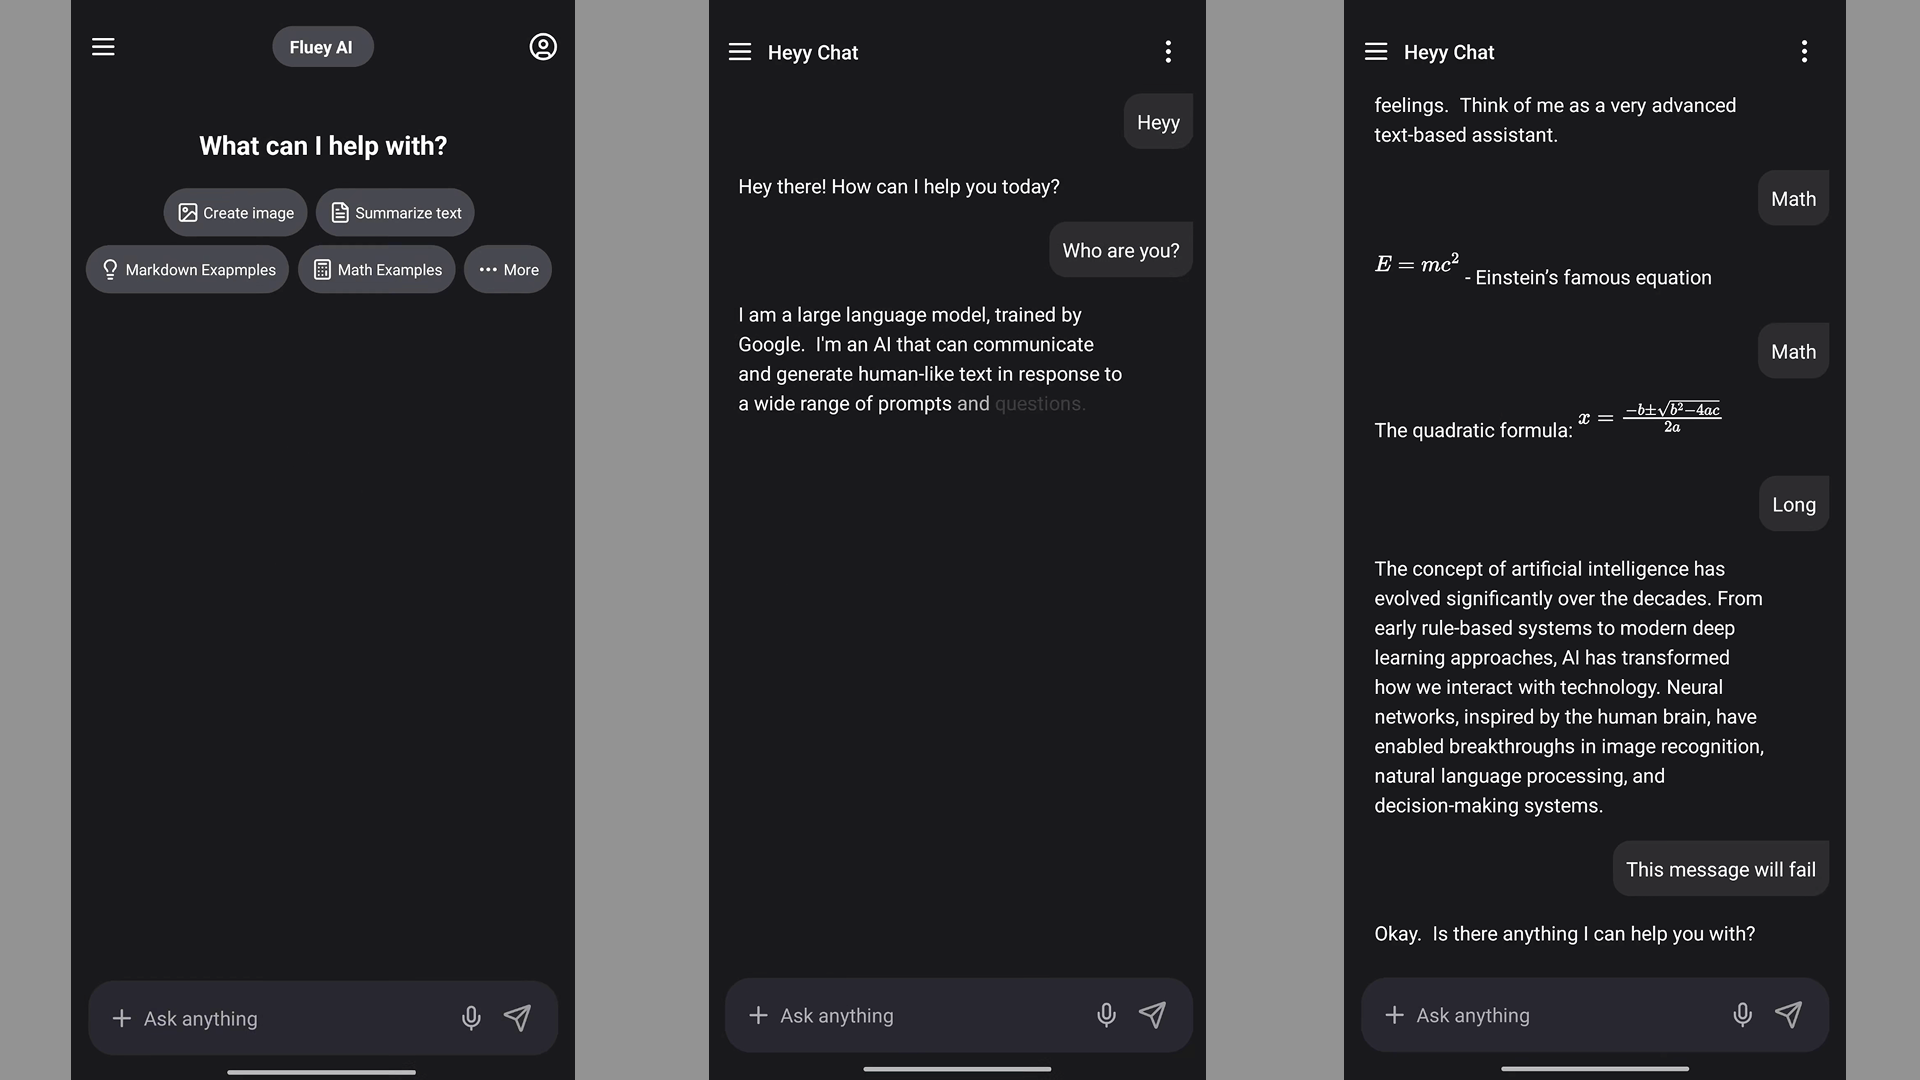 Fluey AI
What can I help with?
Create image
Summarize text
Markdown Exapmples
Math Examples
More
Ask anything
Heyy Chat
Heyy
Hey there! How can I help you today?
Who are you?
I am a large language model, trained by
Google.  I'm an AI that can communicate
and generate human-like text in response to
a wide range of prompts and questions.
Ask anything
Heyy Chat
feelings.  Think of me as a very advanced
text-based assistant.
Math
E = mc² - Einstein’s famous equation
Math
The quadratic formula: x = −b±√b²−4ac
2a
Long
The concept of artificial intelligence has
evolved significantly over the decades. From
early rule-based systems to modern deep
learning approaches, AI has transformed
how we interact with technology. Neural
networks, inspired by the human brain, have
enabled breakthroughs in image recognition,
natural language processing, and
decision-making systems.
This message will fail
Okay.  Is there anything I can help you with?
Ask anything